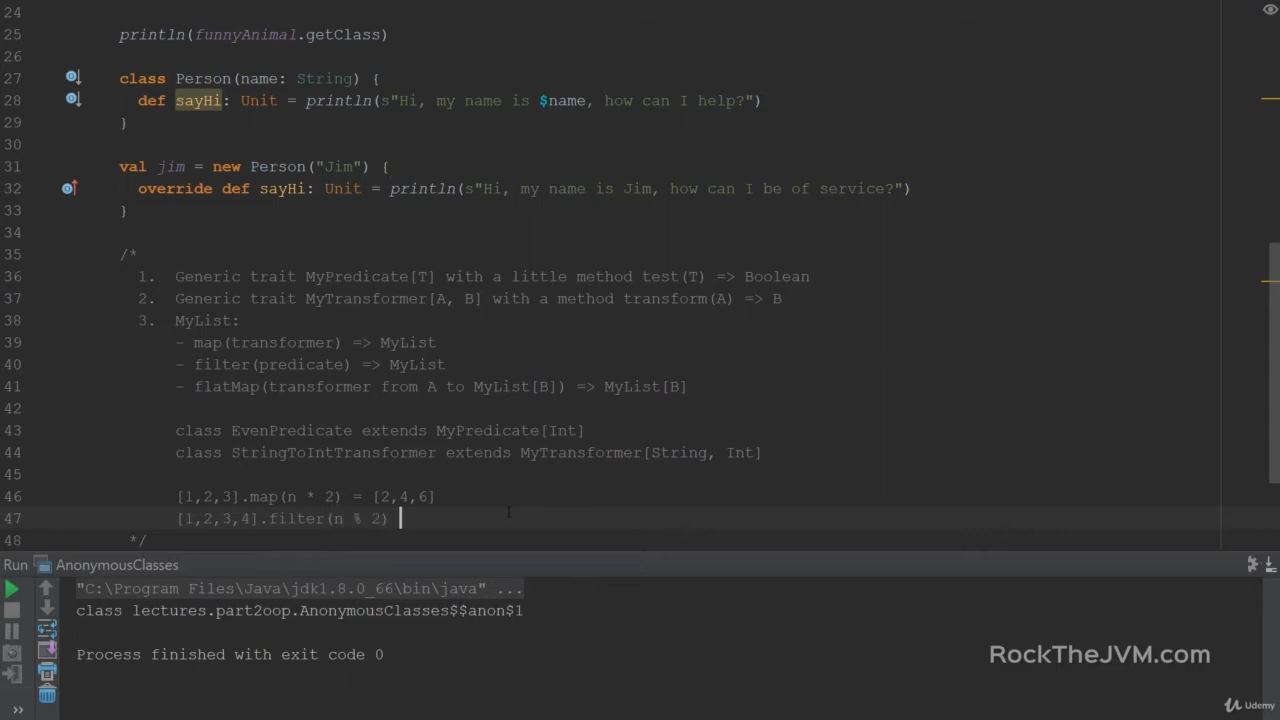 24
25 println(funnyAnimal.getClass)
26
27 class Person(name: String) {
28 def sayHi: Unit = println(s"Hi, my name is $name, how can I help?")
29 }
30
31 val jim = new Person("Jim") {
32 override def sayHi: Unit = println(s"Hi, my name is Jim, how can I be of service?")
33 }
34
35 /*
36 1. Generic trait MyPredicate[T] with a little method test(T) => Boolean
37 2. Generic trait MyTransformer[A, B] with a method transform(A) => B
38 3. MyList:
39 - map(transformer) => MyList
40 - filter(predicate) => MyList
41 - flatMap(transformer from A to MyList[B]) => MyList[B]
42
43 class EvenPredicate extends MyPredicate[Int]
44 class StringToIntTransformer extends MyTransformer[String, Int]
45
46 [1,2,3].map(n * 2) = [2,4,6]
47 [1,2,3,4].filter(n % 2)
48 */
Run AnonymousClasses
"C:\Program Files\Java\jdk1.8.0_66\bin\java" ...
class lectures.part2oop.AnonymousClasses$$anon$1
Process finished with exit code 0
RockTheJVM.com
Udemy